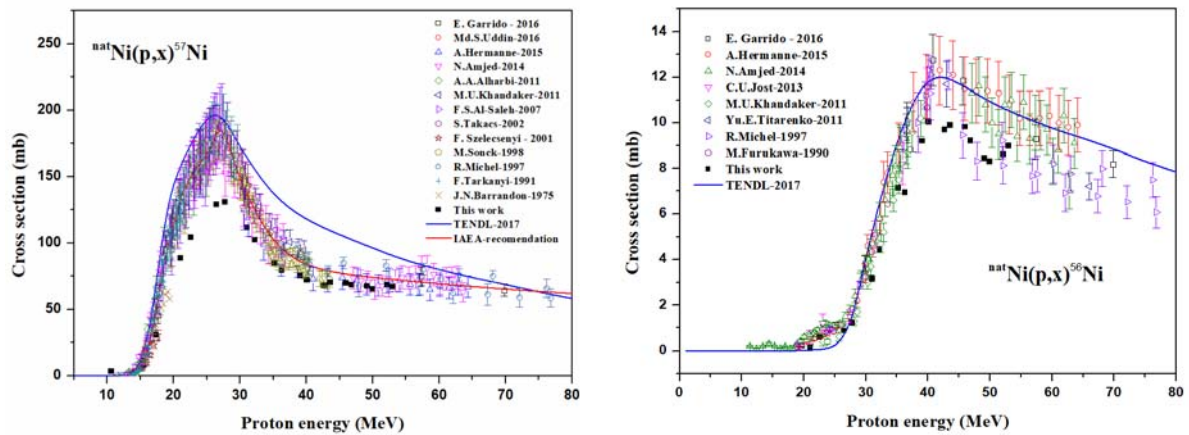 natNi(p,x)57Ni
E. Garrido - 2016
Md.S.Uddin-2016
A.Hermanne-2015
N.Amjed-2014
A.A.Alharbi-2011
M.U.Khandaker-2011
F.S.Al-Saleh-2007
S.Takacs-2002
F. Szelecsenyi - 2001
M.Sonck-1998
R.Michel-1997
F.Tarkanyi-1991
J.N.Barrandon-1975
This work
TENDL-2017
IAEA-recomendation
Cross section (mb)
250
200
150
100
50
0
0 10 20 30 40 50 60 70 80
Proton energy (MeV)
E. Garrido - 2016
A.Hermanne-2015
N.Amjed-2014
C.U.Jost-2013
M.U.Khandaker-2011
Yu.E.Titarenko-2011
R.Michel-1997
M.Furukawa-1990
This work
TENDL-2017
natNi(p,x)56Ni
Cross section (mb)
14
12
10
8
6
4
2
0
0 10 20 30 40 50 60 70 80
Proton energy (MeV)